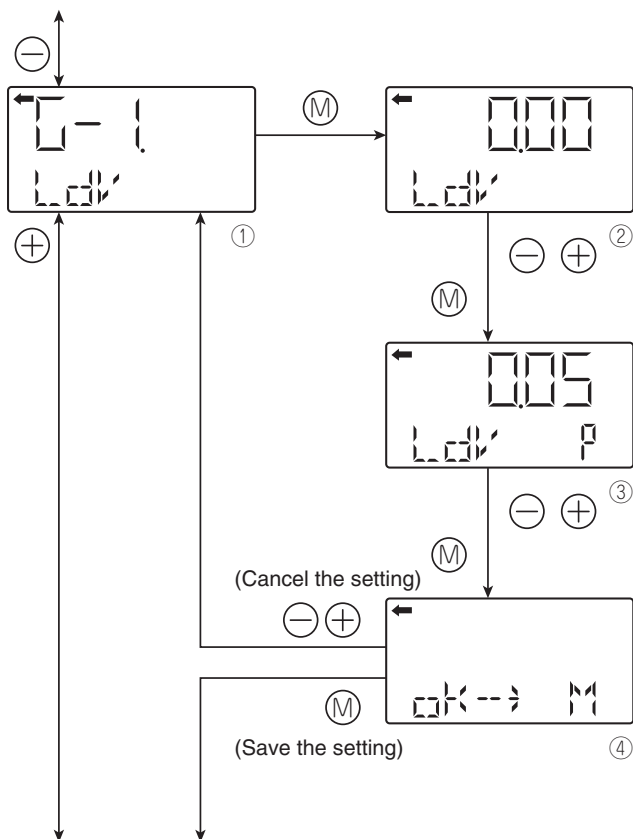 ⊖
G-1.
LdV
Ⓜ
0.00
LdV
⊕
①
②
⊖ ⊕
Ⓜ
0.05
LdV P
③
⊖ ⊕
Ⓜ
(Cancel the setting)
⊖ ⊕
oK--> M
Ⓜ
(Save the setting)
④